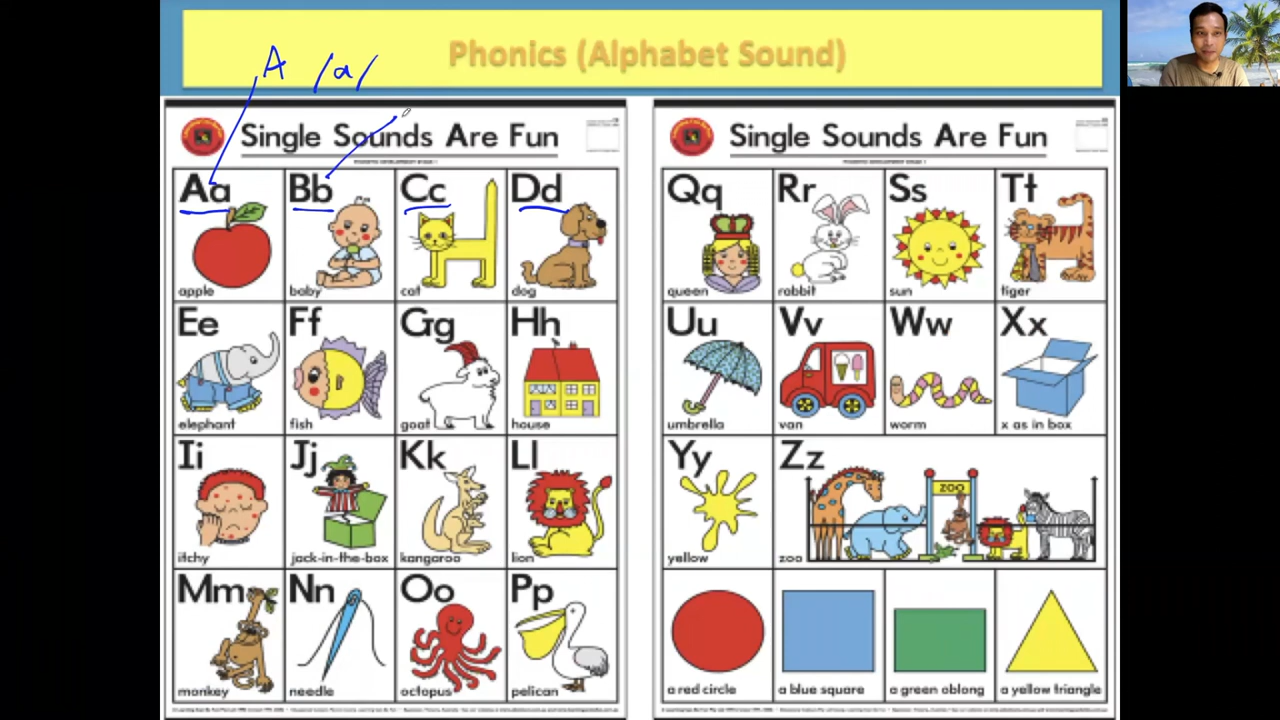 Phonics (Alphabet Sound)
A /a/
Single Sounds Are Fun
Aa
apple
Bb
baby
Cc
cat
Dd
dog
Ee
elephant
Ff
fish
Gg
goat
Hh
house
Ii
itchy
Jj
jack-in-the-box
Kk
kangaroo
Ll
lion
Mm
monkey
Nn
needle
Oo
octopus
Pp
pelican
Single Sounds Are Fun
Qq
queen
Rr
rabbit
Ss
sun
Tt
tiger
Uu
umbrella
Vv
van
Ww
worm
Xx
x as in box
Yy
yellow
Zz
ZOO
zoo
a red circle
a blue square
a green oblong
a yellow triangle